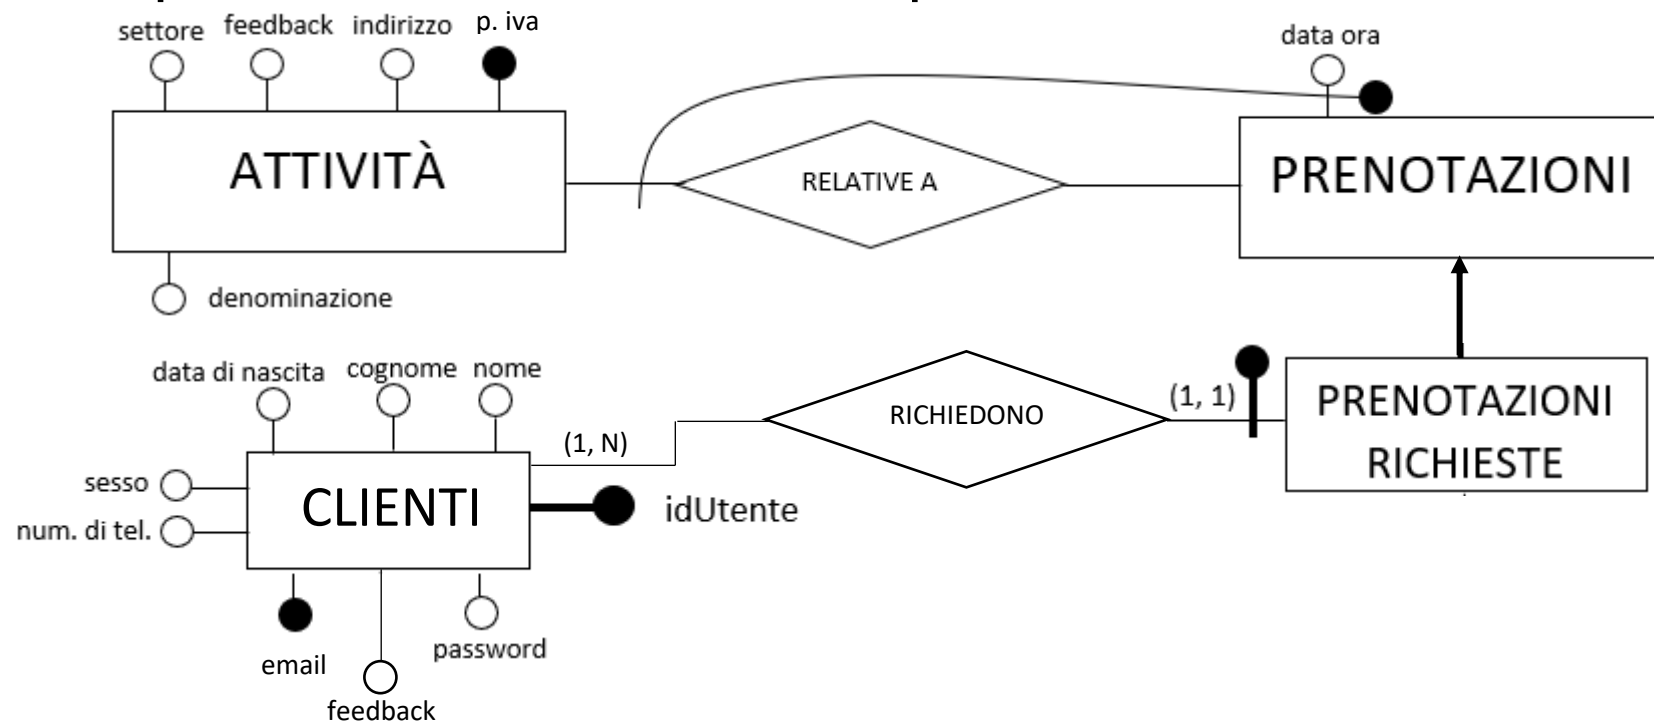 settore feedback indirizzo p. iva
data ora
ATTIVITÀ
RELATIVE A
PRENOTAZIONI
denominazione
data di nascita cognome nome
(1, N)
RICHIEDONO
(1, 1)
PRENOTAZIONI
RICHIESTE
sesso
num. di tel.
CLIENTI
idUtente
email
password
feedback